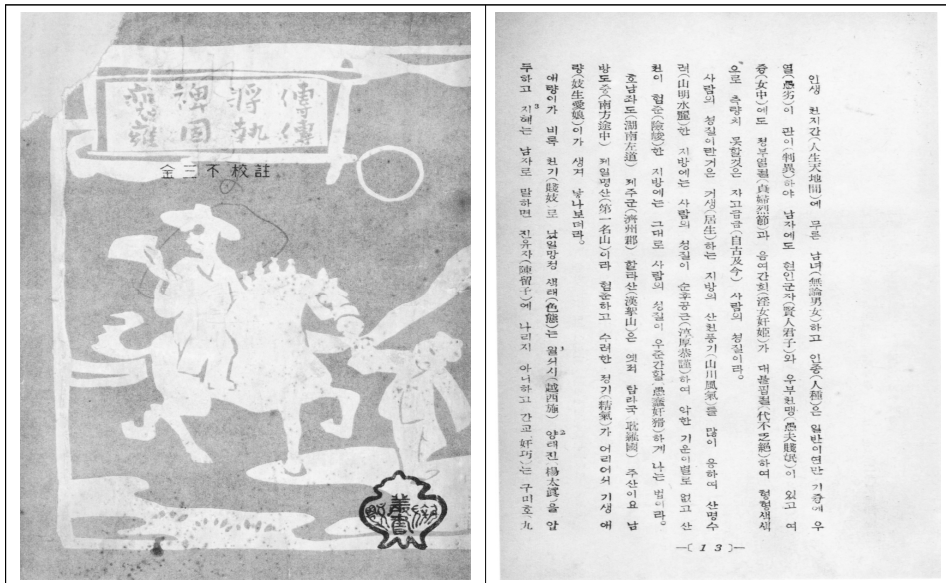 裵裨將傳
雍固執傳
金三不校註
叢書
인생 천지간(人生天地間)에 무론 남녀(無論男女)하고 인종(人種)은 일반이연만 기중에 우
열(愚劣)이 판이(判異)하야 남자에도 현인군자(賢人君子)와 우부천맹(愚夫賤氓)이 있고 여
중(女中)에도 정부열절(貞婦烈節)과 음여간희(淫女奸姬)가 대불핍절(代不乏絶)하여 형형색색
으로 측량치 못할것은 자고급금(自古及今) 사람의 성질이라.
사람의 성질이란거은 거생(居生)하는 지방의 산천풍기(山川風氣)를 많이 응하여 산명수
려(山明水麗)한 지방에는 사람의 성질이 순후공근(淳厚恭謹)하여 악한 기운이별로 없고 산
천이 험준(險峻)한 지방에는 그대로 사람의 성질이 우준간활(愚蠢奸猾)하게 나는 법이라.
호남좌도(湖南左道) 제주군(濟州郡) 할라산(漢拏山)은 옛적 탐라국(耽羅國) 주산이요 남
방도중(南方途中) 제일명산(第一名山)이라 험준하고 수려한 정기(精氣)가 어리어서 기생 애
랑(妓生愛娘)이가 생겨 낳나보더라.
애랑이가 비록 천기(賤妓)로 났일망정 색태(色態)는 월서시(越西施)1 양태진(楊太眞)2을 압
두하고 지혜3는 남자로 말하면 진유자(陳留子)에 나리지 아니하고 간교(奸巧)는 구미호(九
—( 13 )—